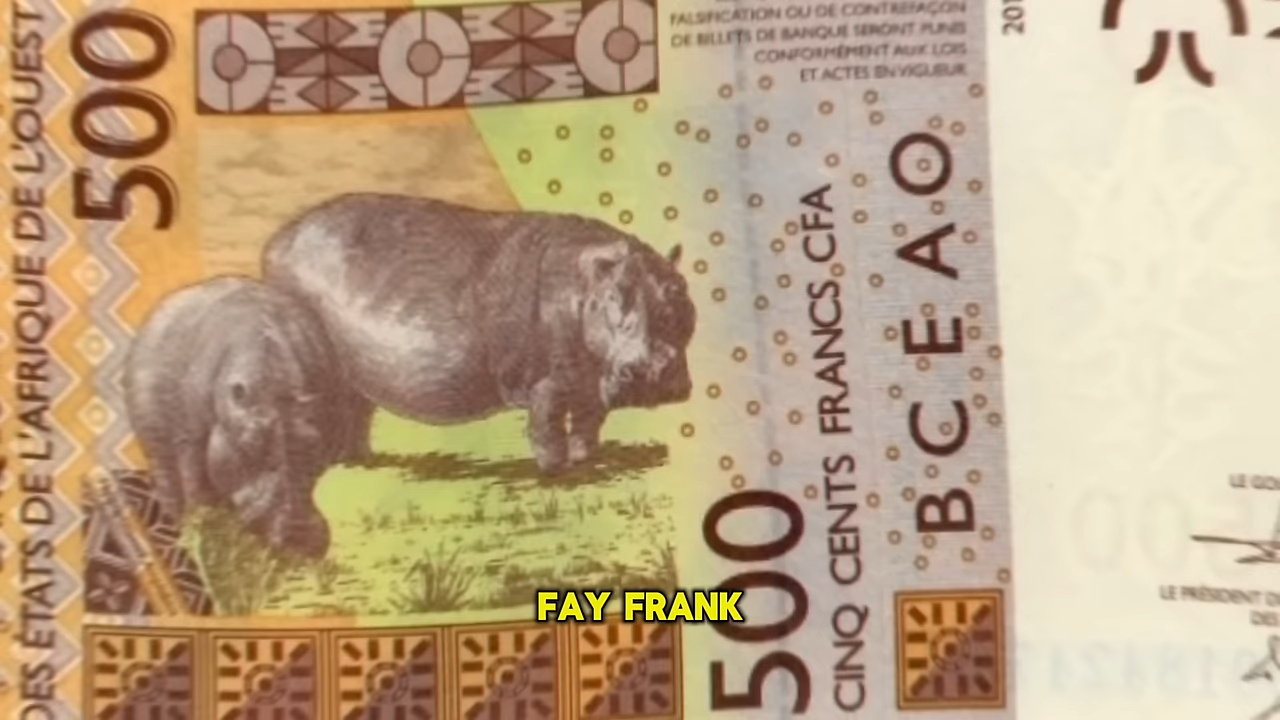 DES ÉTATS DE L'AFRIQUE DE L'OUEST
500
FALSIFICATION OU DE CONTREFAÇON
DE BILLETS DE BANQUE SERONT PUNIS
CONFORMÉMENT AUX LOIS
ET ACTES EN VIGUEUR
500
CINQ CENTS FRANCS CFA
BCEAO
LE PRÉSIDENT
FAY FRANK